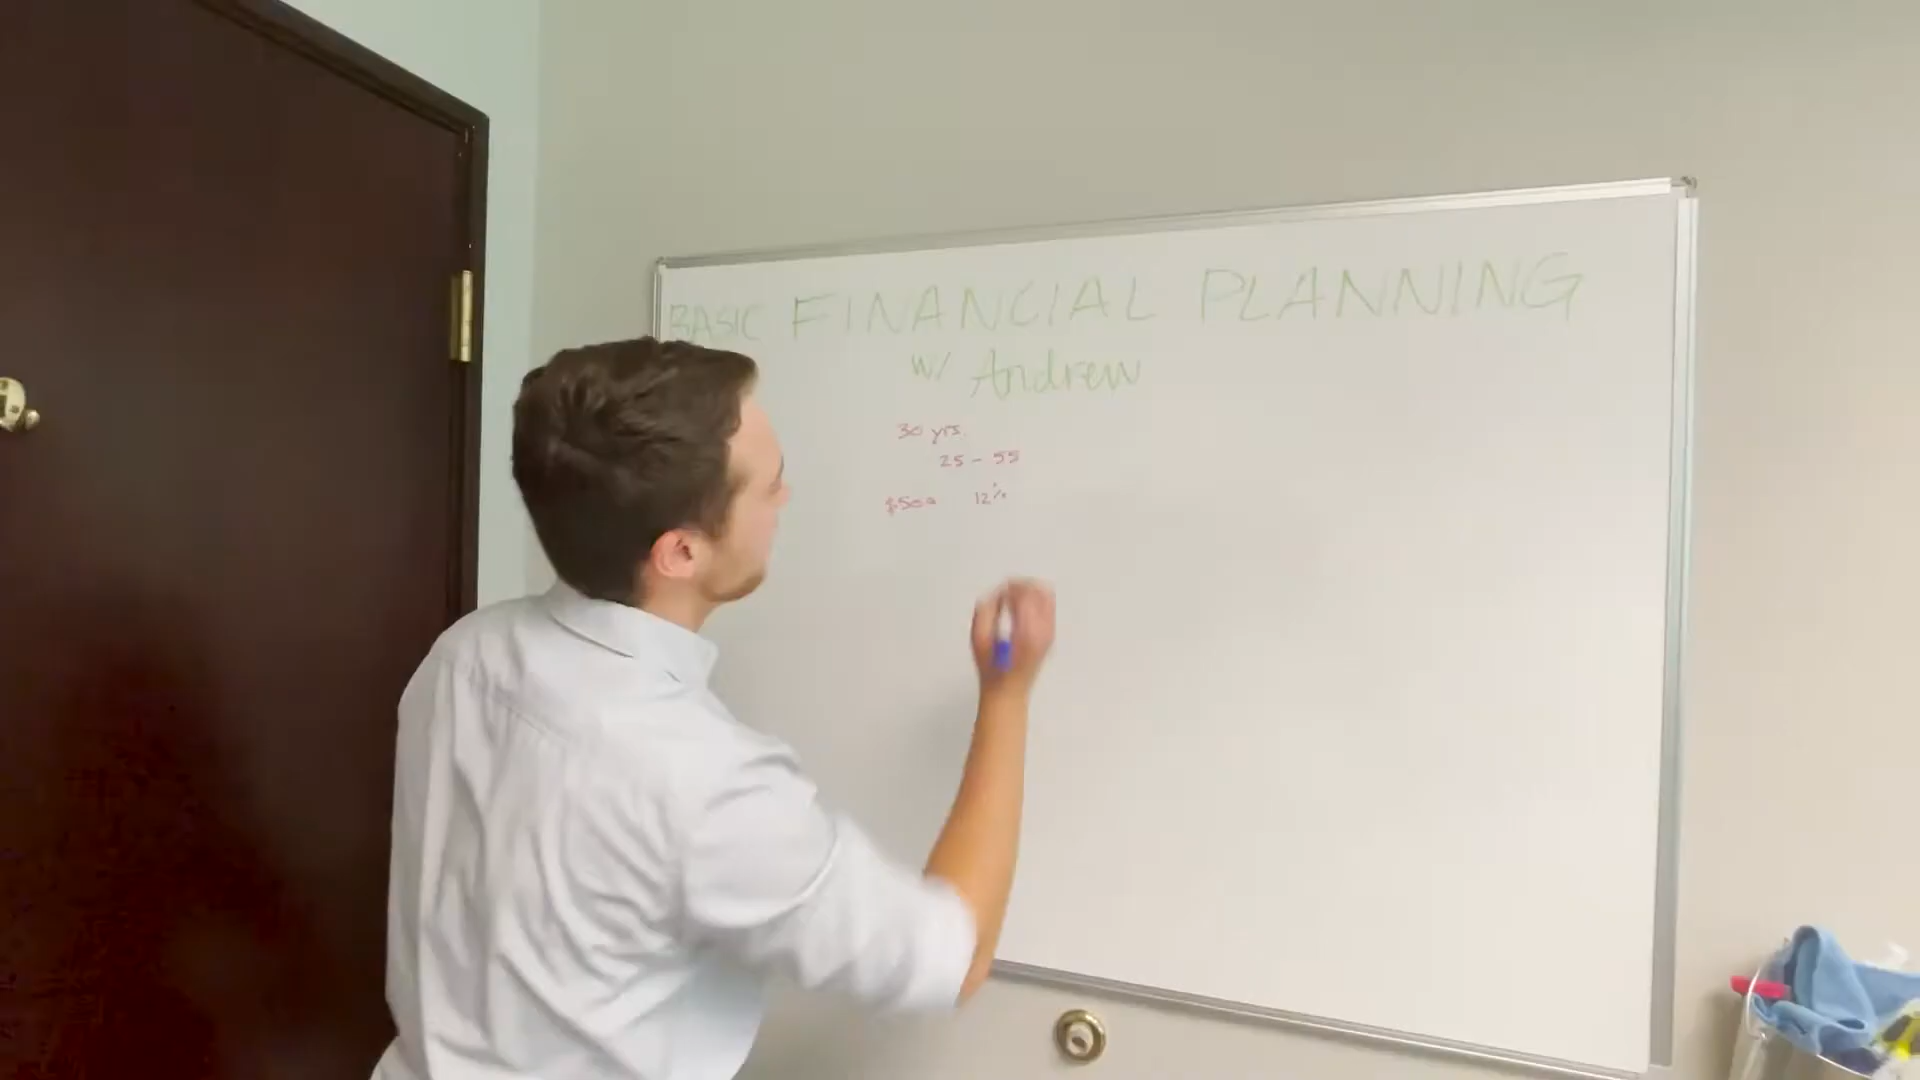 BASIC FINANCIAL PLANNING
w/ Andrew
30 yrs.
25 - 55
$500 12%